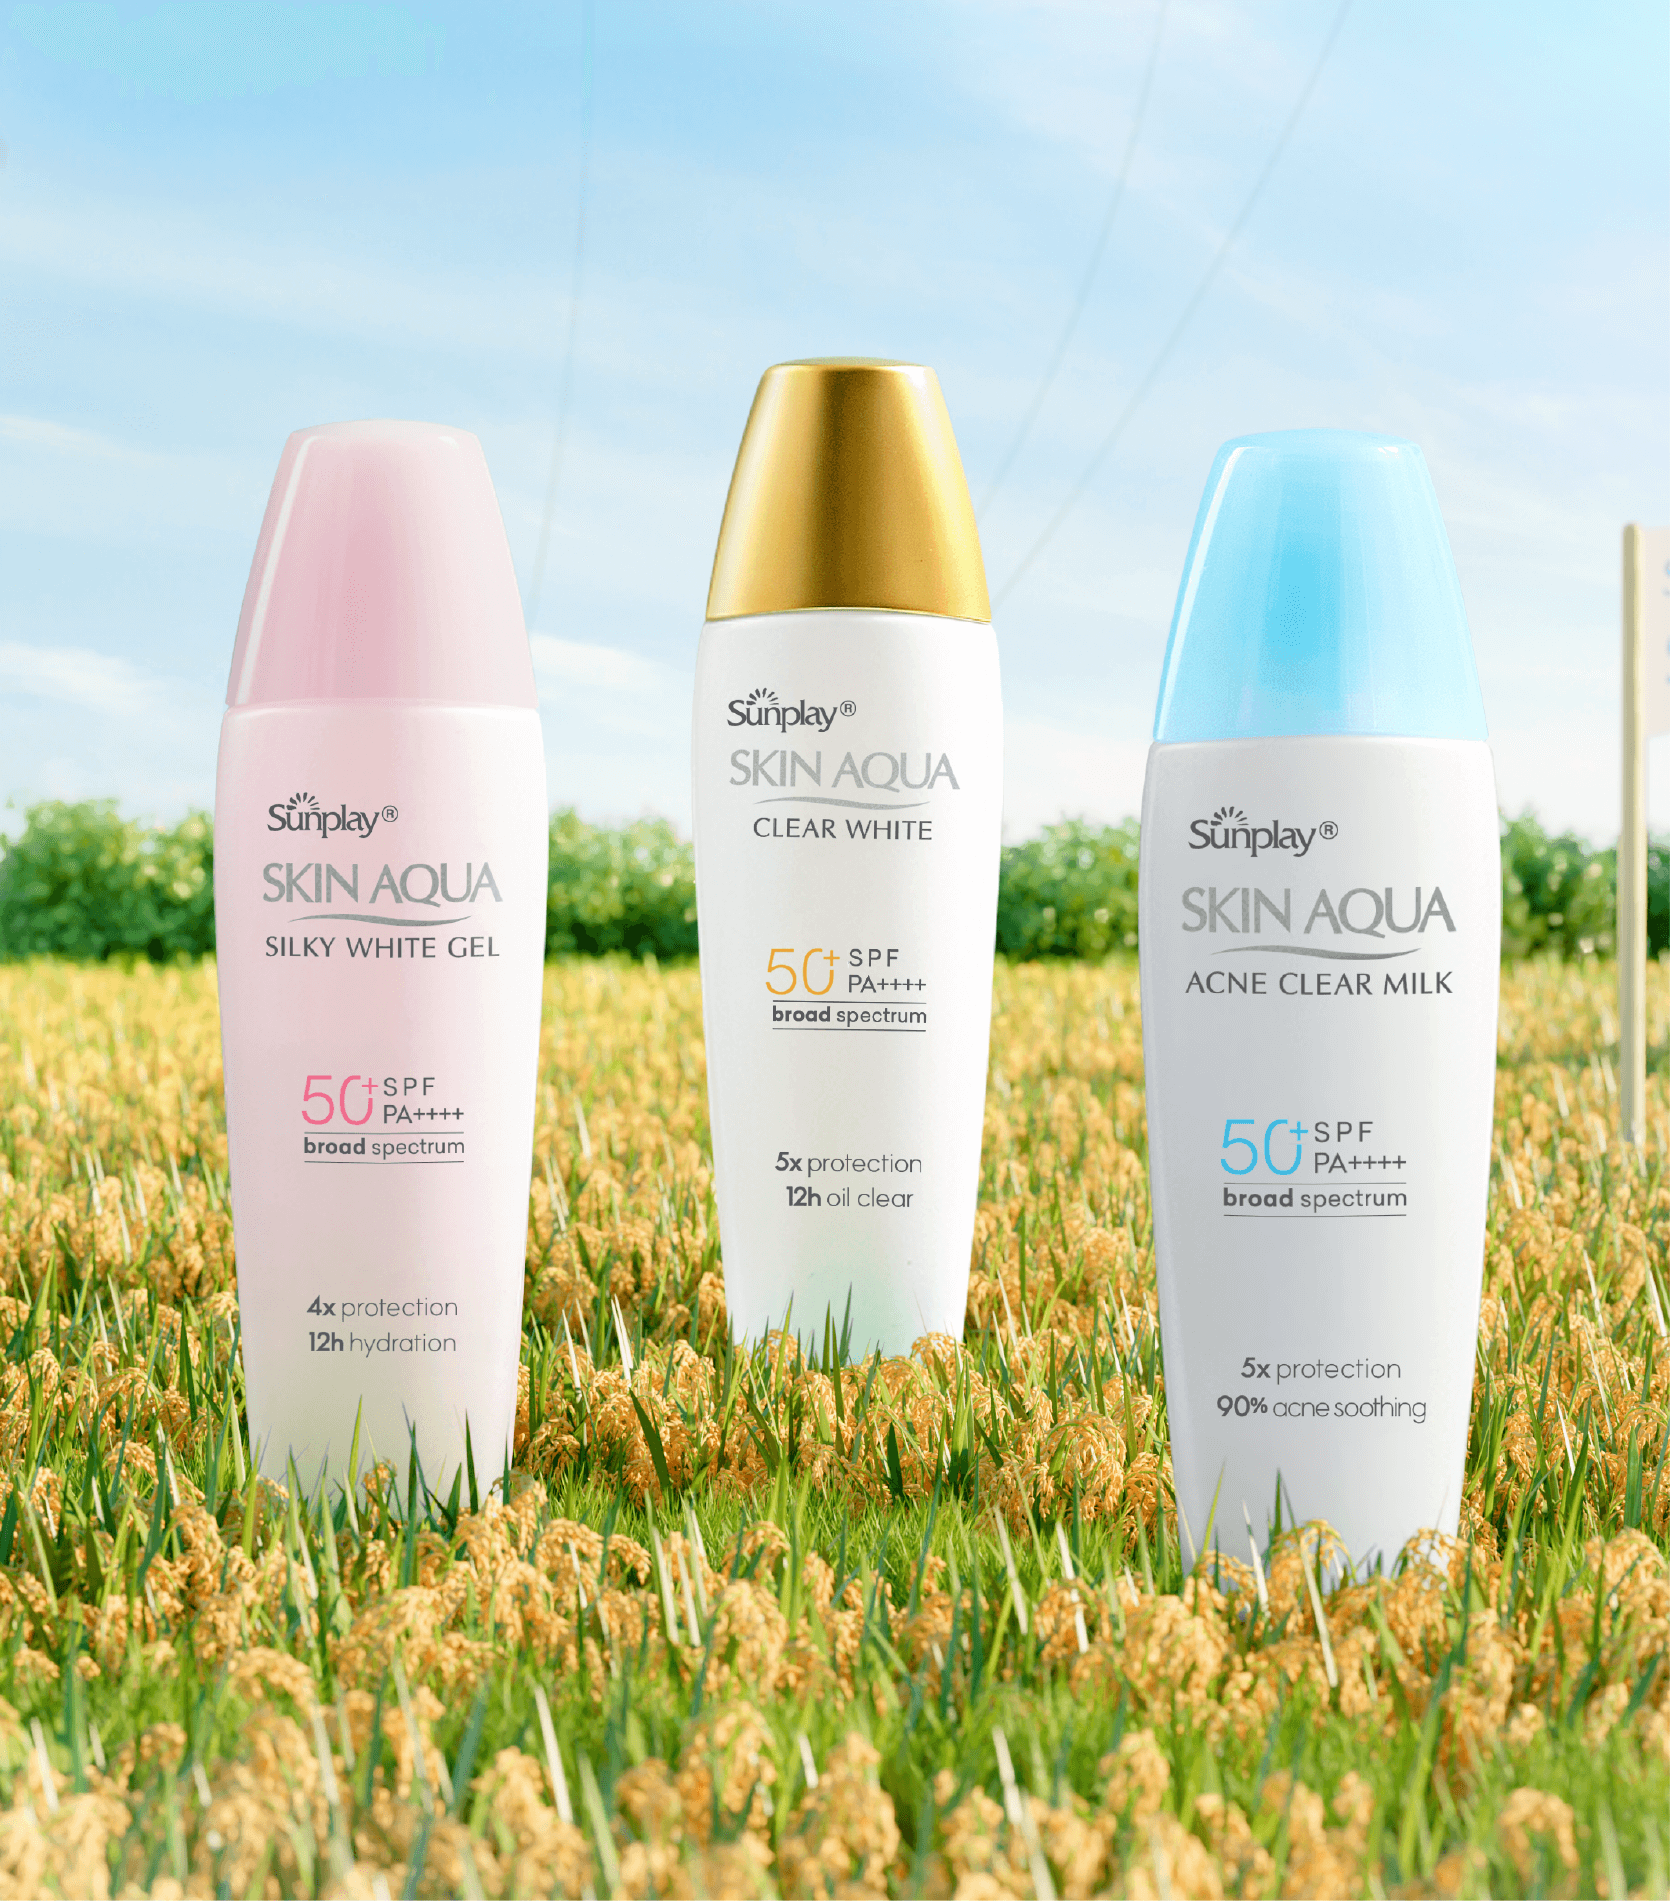 Sunplay®
SKIN AQUA
SILKY WHITE GEL
50+ SPF
PA++++
broad spectrum
4x protection
12h hydration
Sunplay®
SKIN AQUA
CLEAR WHITE
50+ SPF
PA++++
broad spectrum
5x protection
12h oil clear
Sunplay®
SKIN AQUA
ACNE CLEAR MILK
50+ SPF
PA++++
broad spectrum
5x protection
90% acne soothing